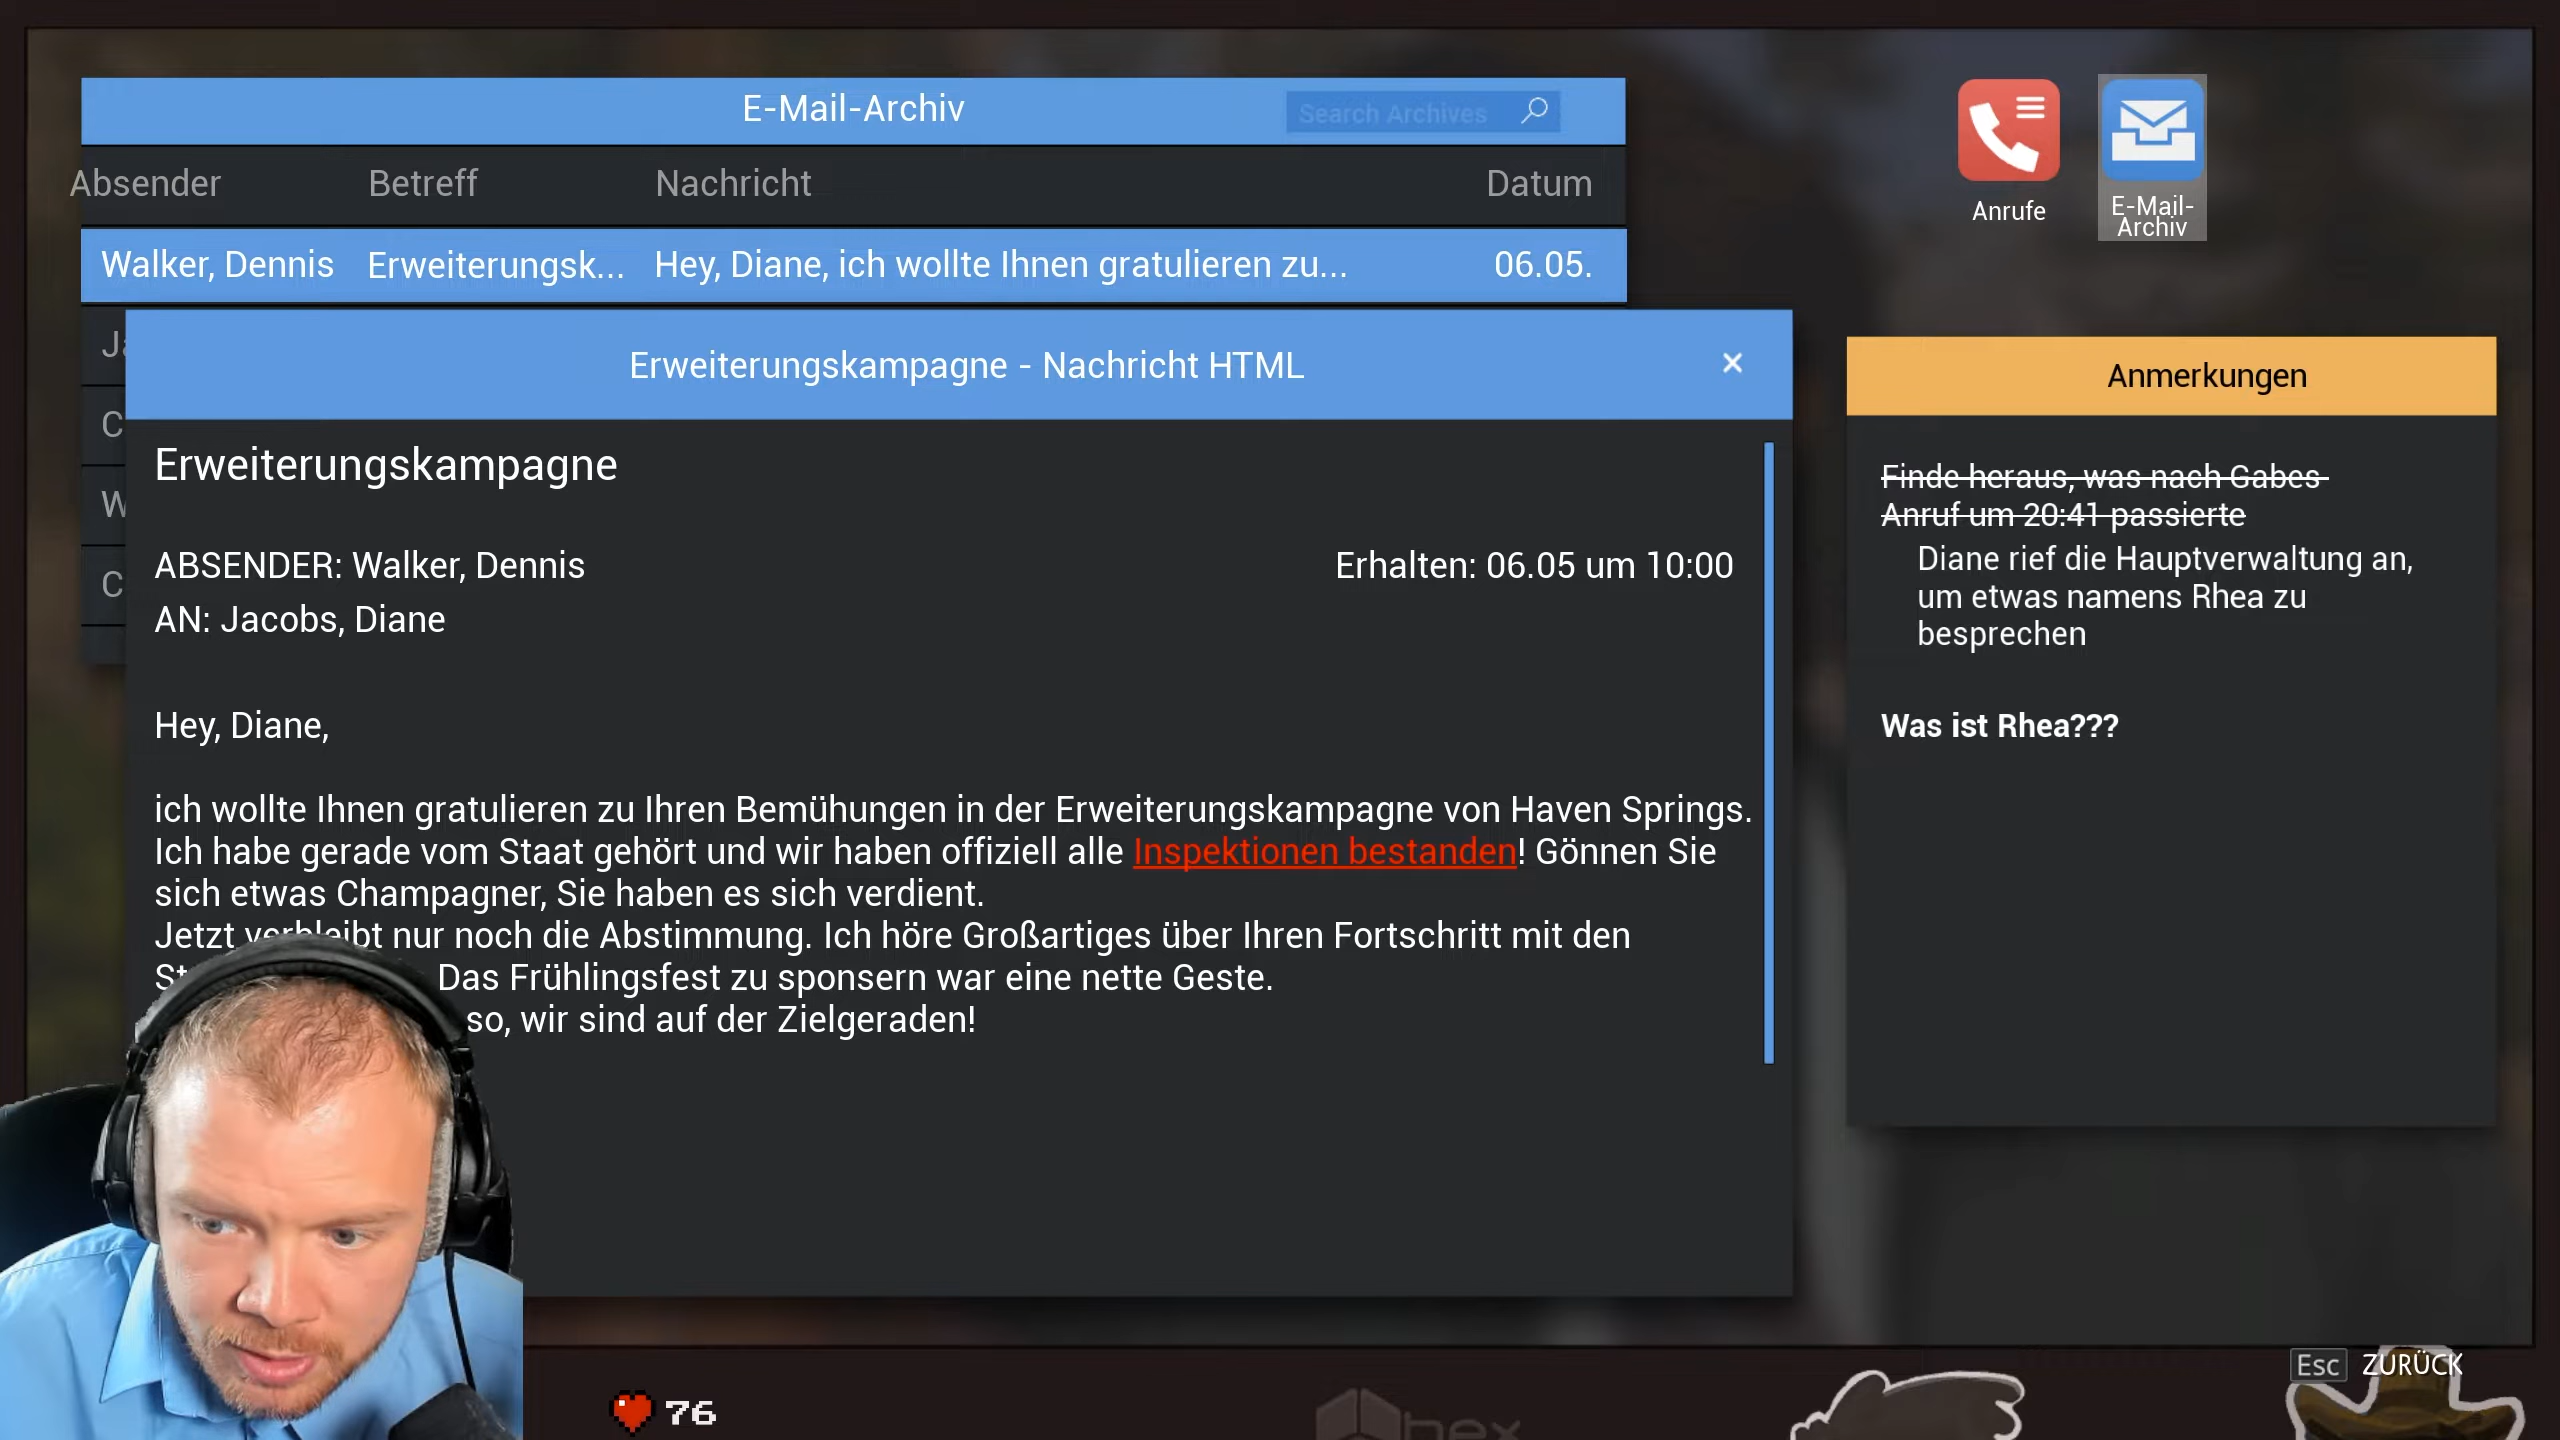 E-Mail-Archiv
Search Archives
Absender Betreff Nachricht Datum
Walker, Dennis Erweiterungsk... Hey, Diane, ich wollte Ihnen gratulieren zu... 06.05.
Erweiterungskampagne - Nachricht HTML
Erweiterungskampagne
ABSENDER: Walker, Dennis Erhalten: 06.05 um 10:00
AN: Jacobs, Diane
Hey, Diane,
ich wollte Ihnen gratulieren zu Ihren Bemühungen in der Erweiterungskampagne von Haven Springs.
Ich habe gerade vom Staat gehört und wir haben offiziell alle Inspektionen bestanden! Gönnen Sie
sich etwas Champagner, Sie haben es sich verdient.
Jetzt verbleibt nur noch die Abstimmung. Ich höre Großartiges über Ihren Fortschritt mit den
Das Frühlingsfest zu sponsern war eine nette Geste.
so, wir sind auf der Zielgeraden!
Anrufe
E-Mail-
Archiv
Anmerkungen
Finde heraus, was nach Gabes
Anruf um 20:41 passierte
Diane rief die Hauptverwaltung an,
um etwas namens Rhea zu
besprechen
Was ist Rhea???
76
hex
Esc ZURÜCK